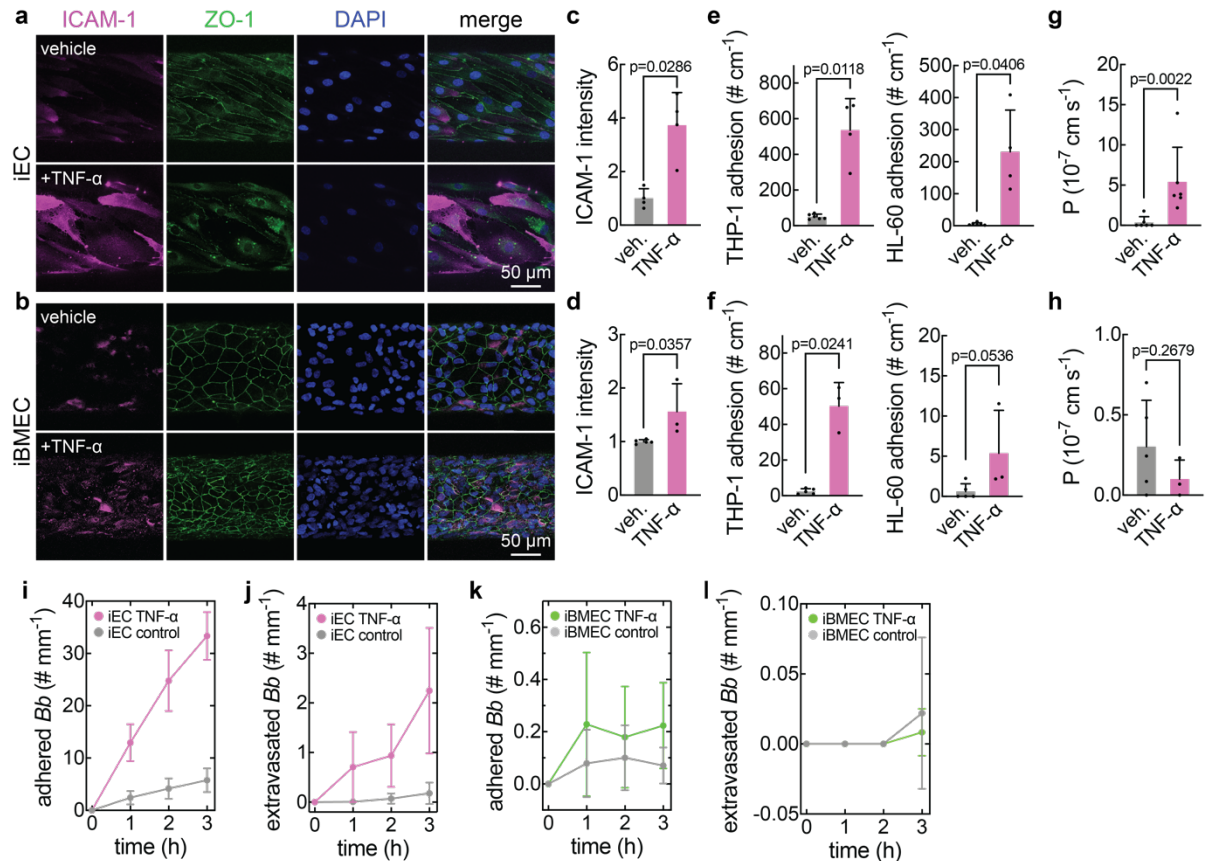 a
ICAM-1
ZO-1
DAPI
merge
iEC
vehicle
+TNF-α
50 µm
b
iBMEC
vehicle
+TNF-α
50 µm
c
ICAM-1 intensity
6
4
2
0
p=0.0286
veh.
TNF-α
d
ICAM-1 intensity
3
2
1
0
p=0.0357
veh.
TNF-α
e
THP-1 adhesion (# cm⁻¹)
800
600
400
200
0
p=0.0118
veh.
TNF-α
HL-60 adhesion (# cm⁻¹)
500
400
300
200
100
0
p=0.0406
veh.
TNF-α
f
THP-1 adhesion (# cm⁻¹)
80
60
40
20
0
p=0.0241
veh.
TNF-α
HL-60 adhesion (# cm⁻¹)
20
15
10
5
0
p=0.0536
veh.
TNF-α
g
P (10⁻⁷ cm s⁻¹)
20
15
10
5
0
p=0.0022
veh.
TNF-α
h
P (10⁻⁷ cm s⁻¹)
1.0
0.5
0.0
p=0.2679
veh.
TNF-α
i
adhered Bb (# mm⁻¹)
40
30
20
10
0
iEC TNF-α
iEC control
0 1 2 3
time (h)
j
extravasated Bb (# mm⁻¹)
4
3
2
1
0
iEC TNF-α
iEC control
0 1 2 3
time (h)
k
adhered Bb (# mm⁻¹)
0.6
0.4
0.2
0.0
iBMEC TNF-α
iBMEC control
0 1 2 3
time (h)
l
extravasated Bb (# mm⁻¹)
0.10
0.05
0.00
-0.05
iBMEC TNF-α
iBMEC control
0 1 2 3
time (h)